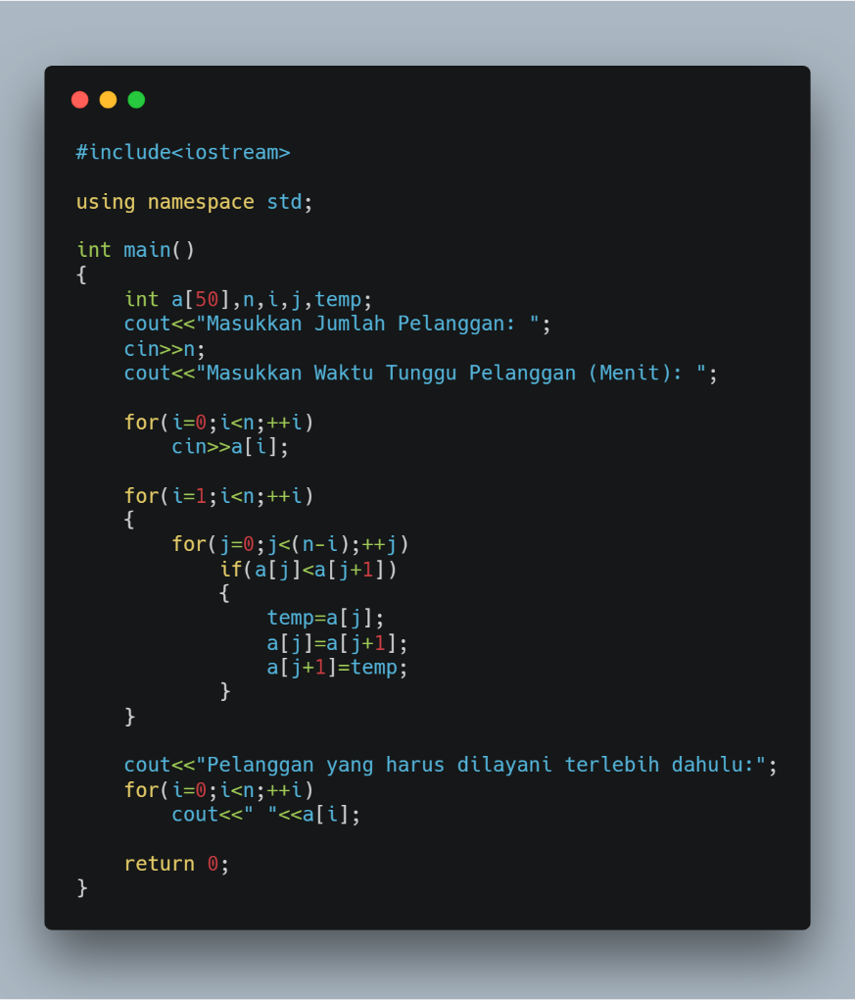 #include<iostream>
using namespace std;
int main()
{
    int a[50],n,i,j,temp;
    cout<<"Masukkan Jumlah Pelanggan: ";
    cin>>n;
    cout<<"Masukkan Waktu Tunggu Pelanggan (Menit): ";
    for(i=0;i<n;++i)
        cin>>a[i];
    for(i=1;i<n;++i)
    {
        for(j=0;j<(n-i);++j)
            if(a[j]<a[j+1])
            {
                temp=a[j];
                a[j]=a[j+1];
                a[j+1]=temp;
            }
    }
    cout<<"Pelanggan yang harus dilayani terlebih dahulu:";
    for(i=0;i<n;++i)
        cout<<" "<<a[i];
    return 0;
}